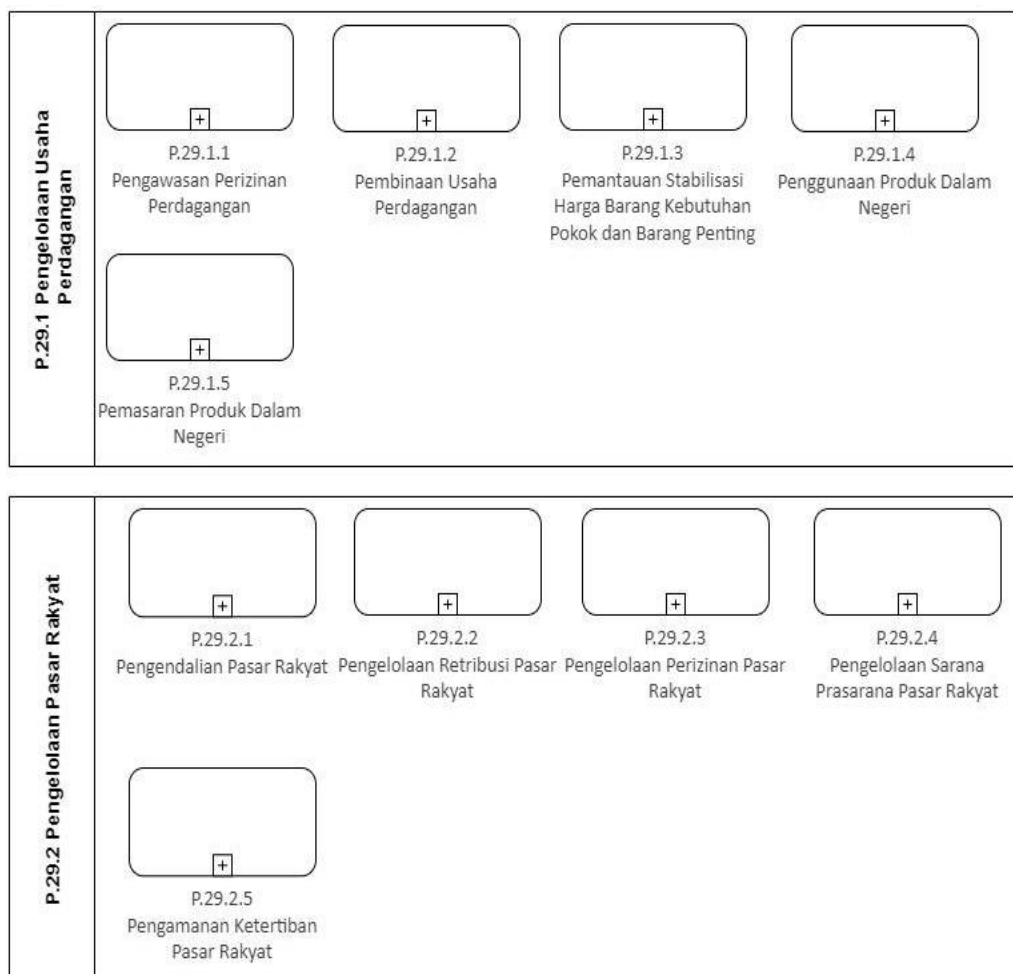 P.29.1 Pengelolaan Usaha
Perdagangan
P.29.1.1
Pengawasan Perizinan
Perdagangan
P.29.1.2
Pembinaan Usaha
Perdagangan
P.29.1.3
Pemantauan Stabilisasi
Harga Barang Kebutuhan
Pokok dan Barang Penting
P.29.1.4
Penggunaan Produk Dalam
Negeri
P.29.1.5
Pemasaran Produk Dalam
Negeri
P.29.2 Pengelolaan Pasar Rakyat
P.29.2.1
Pengendalian Pasar Rakyat
P.29.2.2
Pengelolaan Retribusi Pasar
Rakyat
P.29.2.3
Pengelolaan Perizinan Pasar
Rakyat
P.29.2.4
Pengelolaan Sarana
Prasarana Pasar Rakyat
P.29.2.5
Pengamanan Ketertiban
Pasar Rakyat